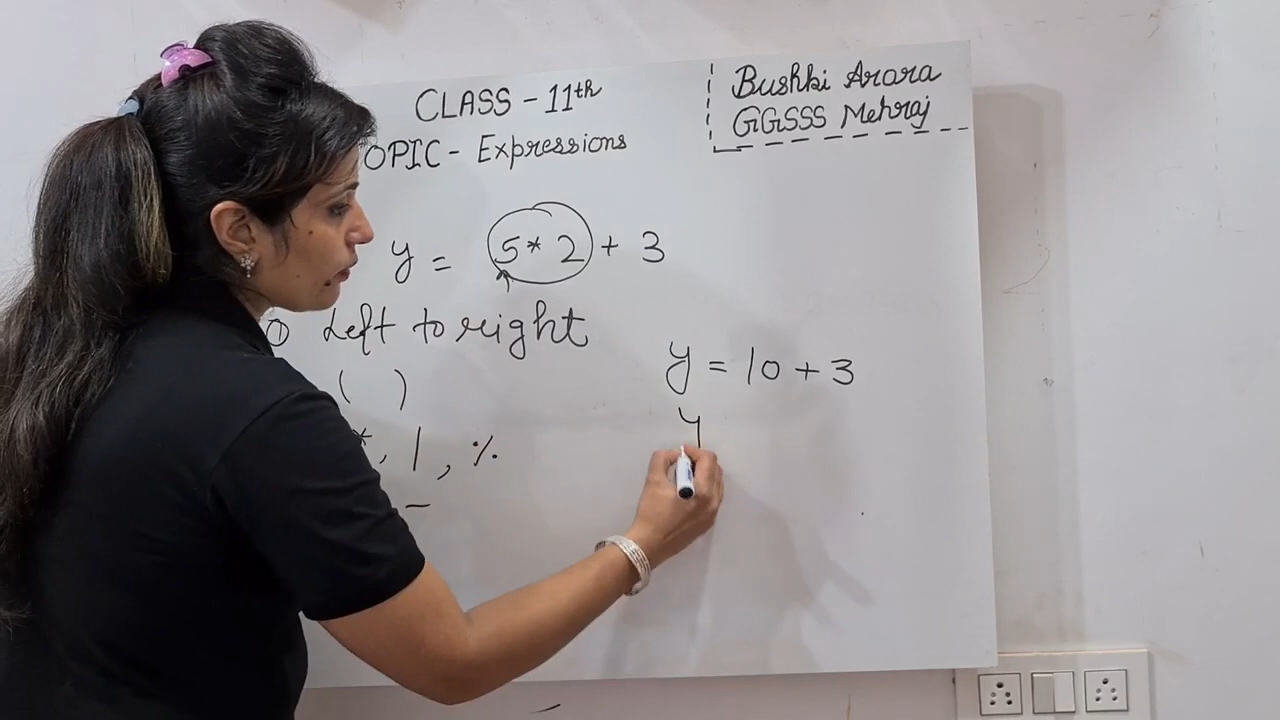 CLASS - 11th
OPIC - Expressions
Bushki Arora
GGSSS Mehraj
y = 5 * 2 + 3
Left to right
( )
*, /, %
-
y = 10 + 3
y